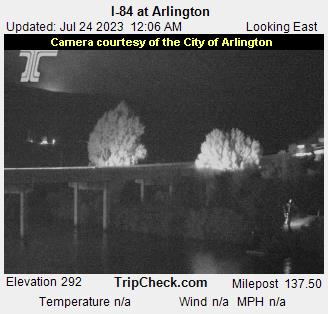 I-84 at Arlington
Updated: Jul 24 2023 12:06 AM Looking East
Camera courtesy of the City of Arlington
Elevation 292 TripCheck.com Milepost 137.50
Temperature n/a Wind n/a MPH n/a